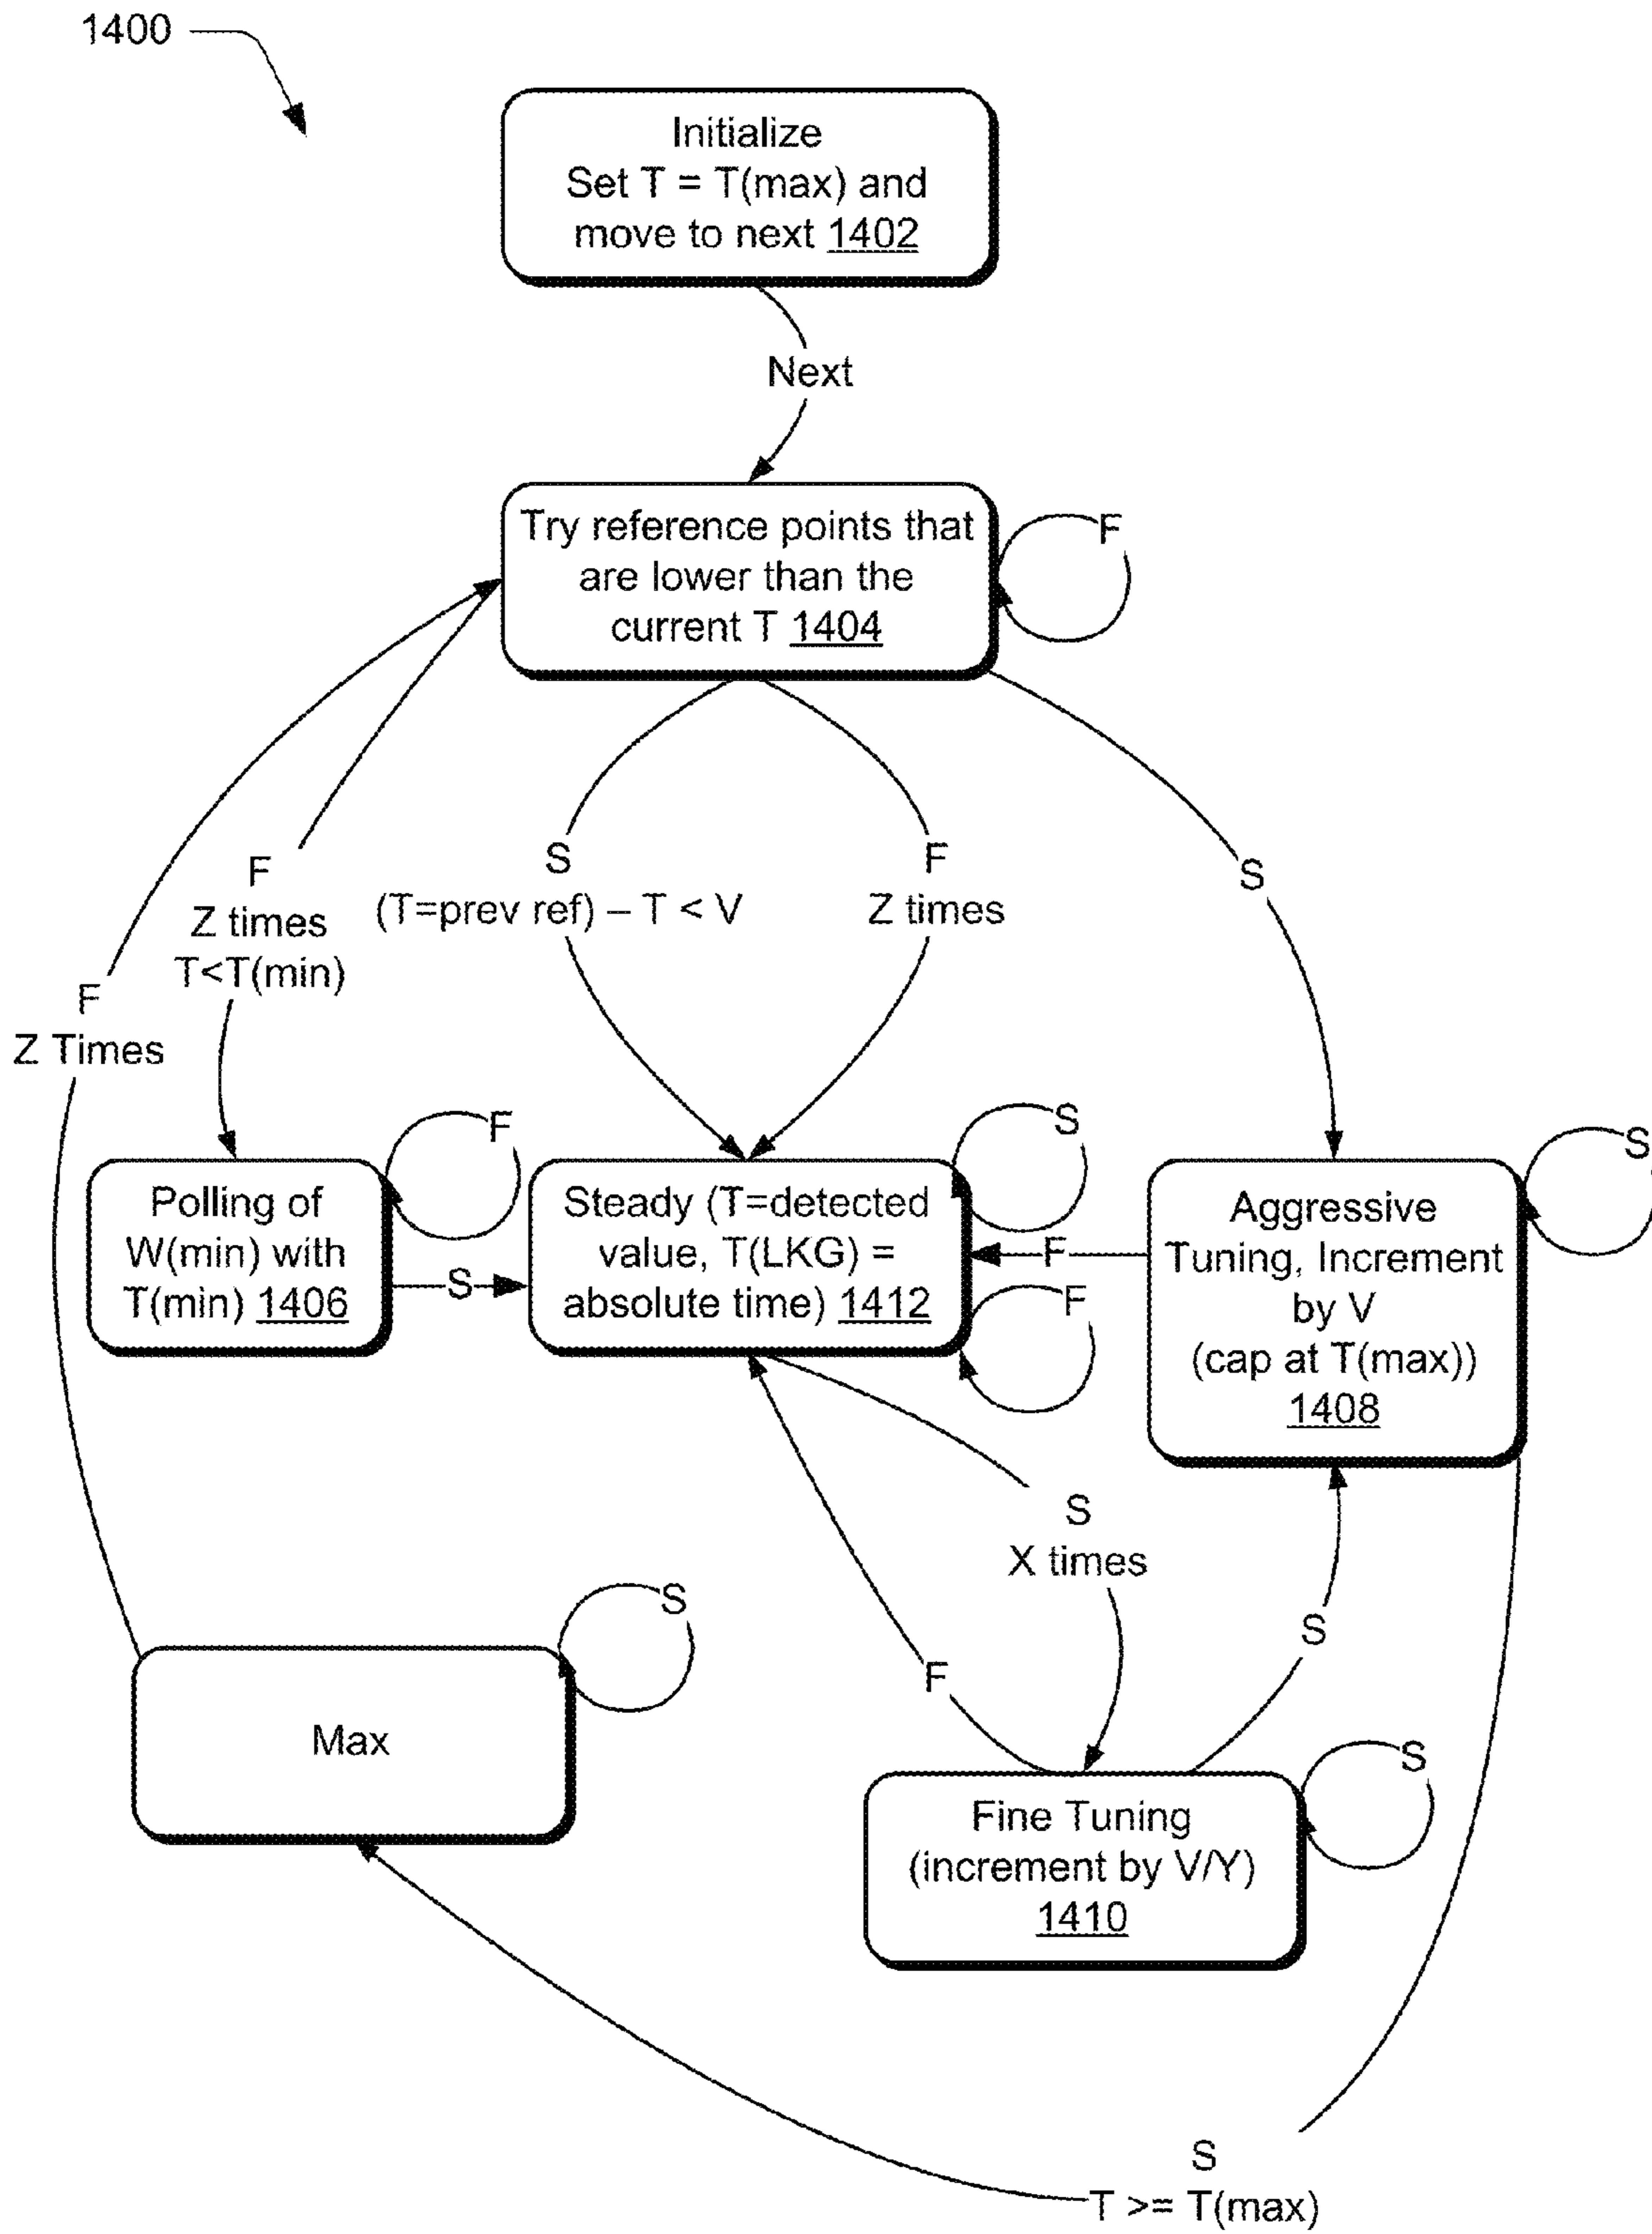 1400
Initialize
Set T = T(max) and
move to next 1402
Next
Try reference points that
are lower than the
current T 1404
F
S
(T=prev ref) – T < V
F
Z times
S
F
Z times
T<T(min)
F
Z Times
F
S
S
Polling of
W(min) with
T(min) 1406
S
Steady (T=detected
value, T(LKG) =
absolute time) 1412
F
F
Aggressive
Tuning, Increment
by V
(cap at T(max))
1408
S
X times
S
F
S
Max
S
Fine Tuning
(increment by V/Y)
1410
S
T >= T(max)